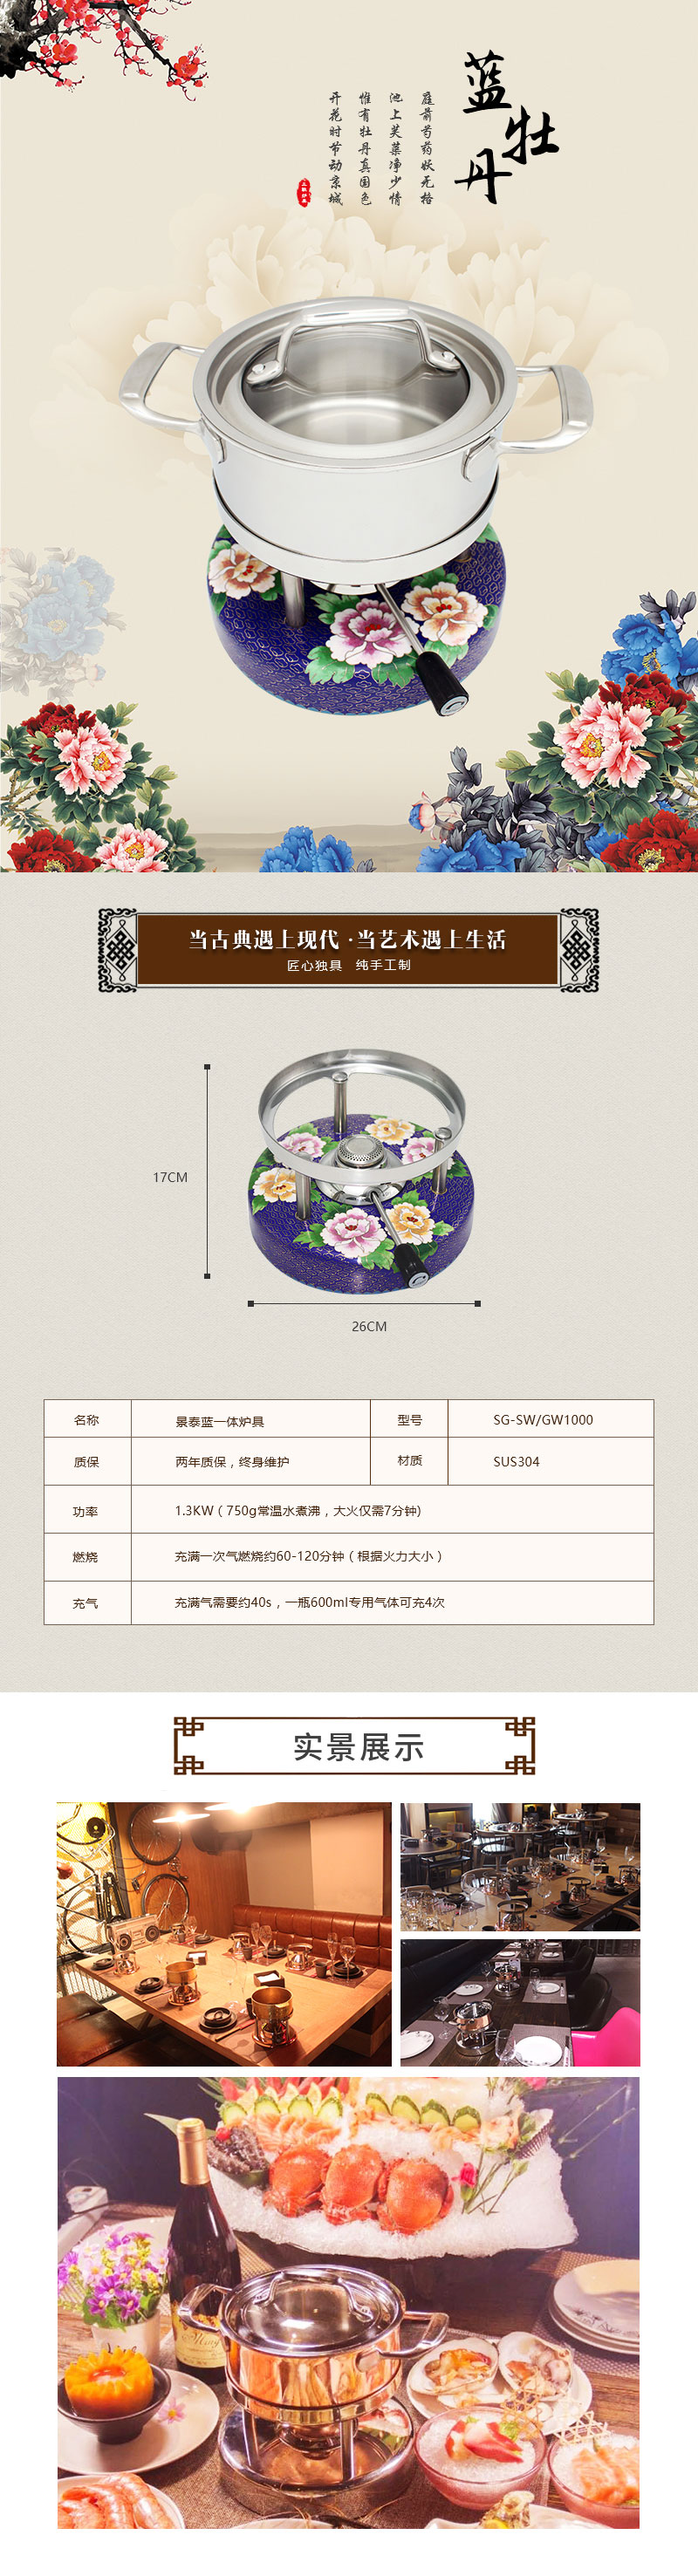 蓝牡丹
庭前芍药妖无格
池上芙蕖净少情
惟有牡丹真国色
开花时节动京城
当古典遇上现代·当艺术遇上生活
匠心独具 纯手工制
17CM
26CM
名称 景泰蓝一体炉具 型号 SG-SW/GW1000
质保 两年质保，终身维护 材质 SUS304
功率 1.3KW（750g常温水煮沸，大火仅需7分钟)
燃烧 充满一次气燃烧约60-120分钟（根据火力大小）
充气 充满气需要约40s，一瓶600ml专用气体可充4次
实景展示